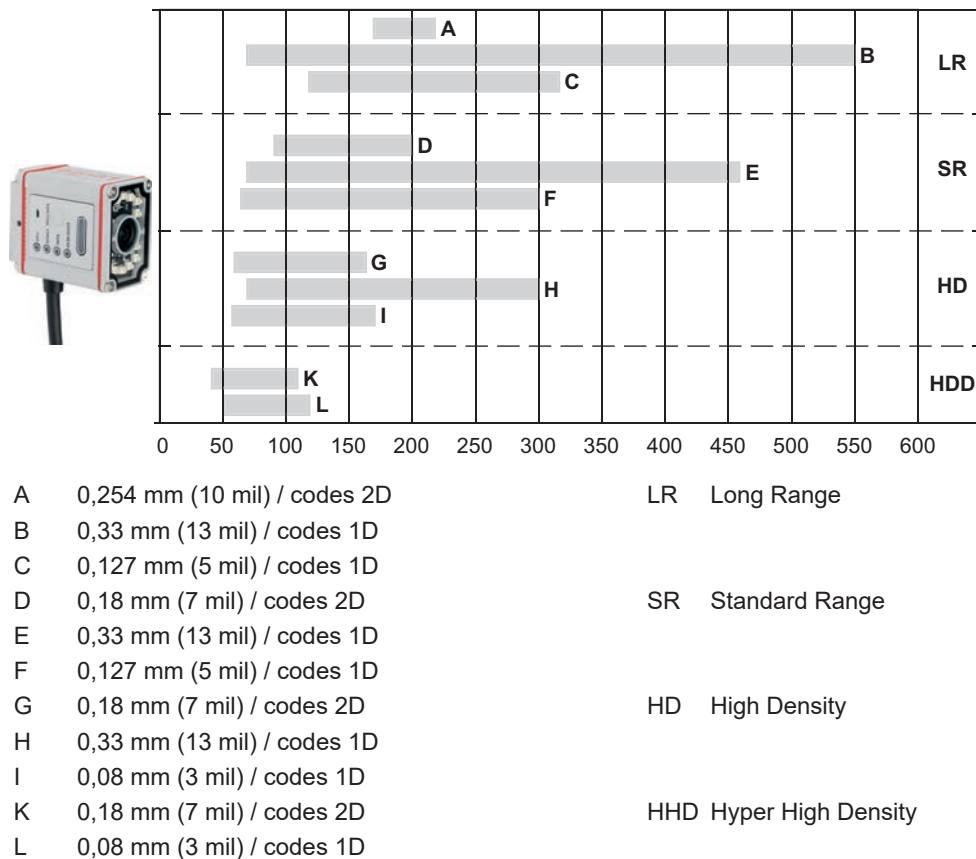 A
B
LR
C
D
SR
E
F
G
HD
H
I
K
HDD
L
0 50 100 150 200 250 300 350 400 450 500 550 600
A 0,254 mm (10 mil) / codes 2D LR Long Range
B 0,33 mm (13 mil) / codes 1D
C 0,127 mm (5 mil) / codes 1D
D 0,18 mm (7 mil) / codes 2D SR Standard Range
E 0,33 mm (13 mil) / codes 1D
F 0,127 mm (5 mil) / codes 1D
G 0,18 mm (7 mil) / codes 2D HD High Density
H 0,33 mm (13 mil) / codes 1D
I 0,08 mm (3 mil) / codes 1D
K 0,18 mm (7 mil) / codes 2D HHD Hyper High Density
L 0,08 mm (3 mil) / codes 1D